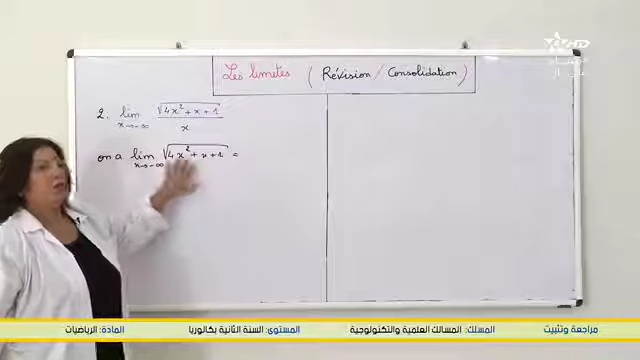 Les limites ( Révision / Consolidation )
2. lim √4x² + x + 1 / x
x→-∞
on a lim √4x² + x + 1 =
x→-∞
المادة: الرياضيات المستوى: السنة الثانية بكالوريا المسلك: المسالك العلمية والتكنولوجية مراجعة وتثبيت